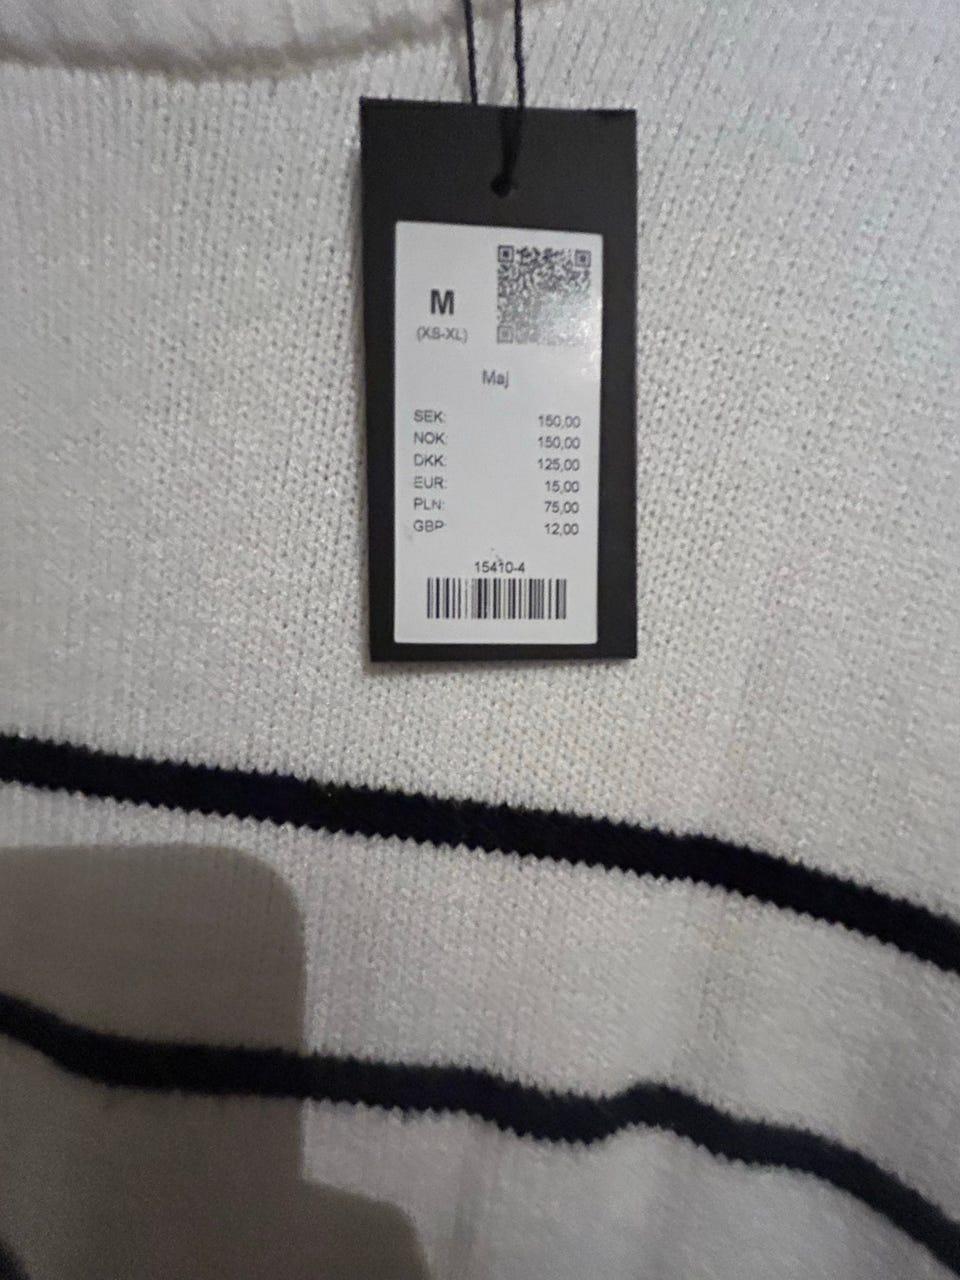 M
(XS-XL)
Maj
SEK: 150,00
NOK: 150,00
DKK: 125,00
EUR: 15,00
PLN: 75,00
GBP: 12,00
15410-4